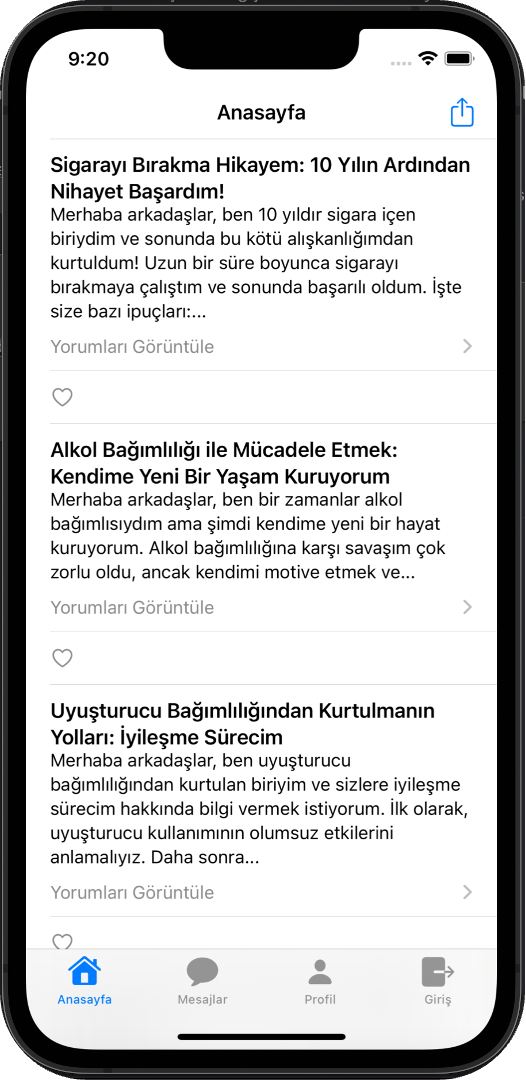 9:20
Anasayfa
Sigarayı Bırakma Hikayem: 10 Yılın Ardından
Nihayet Başardım!
Merhaba arkadaşlar, ben 10 yıldır sigara içen
biriydim ve sonunda bu kötü alışkanlığımdan
kurtuldum! Uzun bir süre boyunca sigarayı
bırakmaya çalıştım ve sonunda başarılı oldum. İşte
size bazı ipuçları:...
Yorumları Görüntüle
Alkol Bağımlılığı ile Mücadele Etmek:
Kendime Yeni Bir Yaşam Kuruyorum
Merhaba arkadaşlar, ben bir zamanlar alkol
bağımlısıydım ama şimdi kendime yeni bir hayat
kuruyorum. Alkol bağımlılığına karşı savaşım çok
zorlu oldu, ancak kendimi motive etmek ve...
Yorumları Görüntüle
Uyuşturucu Bağımlılığından Kurtulmanın
Yolları: İyileşme Sürecim
Merhaba arkadaşlar, ben uyuşturucu
bağımlılığından kurtulan biriyim ve sizlere iyileşme
sürecim hakkında bilgi vermek istiyorum. İlk olarak,
uyuşturucu kullanımının olumsuz etkilerini
anlamalıyız. Daha sonra...
Yorumları Görüntüle
Anasayfa
Mesajlar
Profil
Giriş